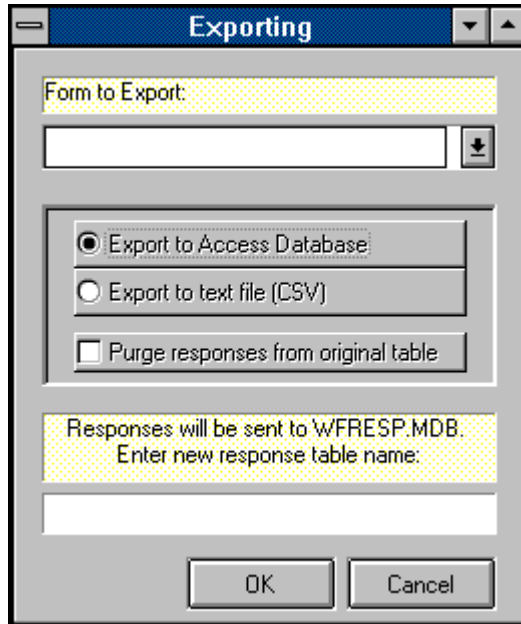 Exporting
Form to Export:
Export to Access Database
Export to text file (CSV)
Purge responses from original table
Responses will be sent to WFRESP.MDB.
Enter new response table name:
OK
Cancel